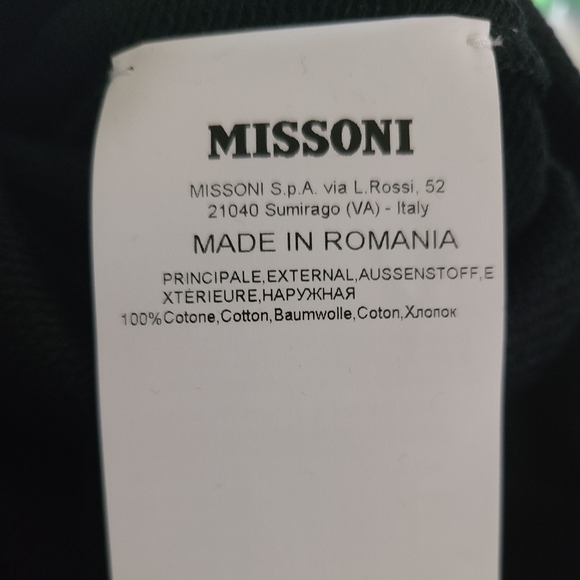 MISSONI
MISSONI S.p.A. via L.Rossi, 52
21040 Sumirago (VA) - Italy
MADE IN ROMANIA
PRINCIPALE,EXTERNAL,AUSSENSTOFF,E
XTÈRIEURE,НАРУЖНАЯ
100%Cotone,Cotton,Baumwolle,Coton,Хлопок